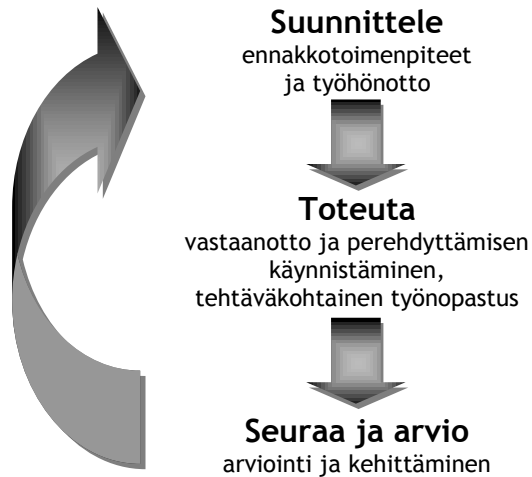 Suunnittele
ennakkotoimenpiteet
ja työhönotto
Toteuta
vastaanotto ja perehdyttämisen
käynnistäminen,
tehtäväkohtainen työnopastus
Seuraa ja arvio
arviointi ja kehittäminen